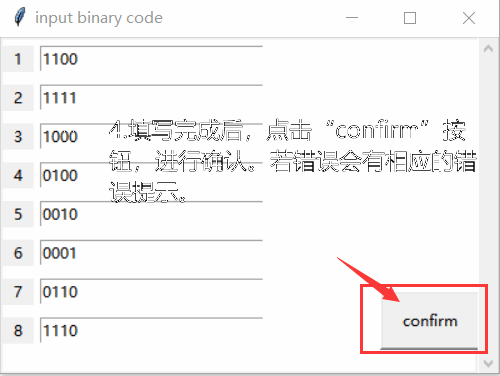 input binary code
1 1100
2 1111
3 1000
4 0100
5 0010
6 0001
7 0110
8 1110
4.填写完成后，点击“confirm”按
钮，进行确认。若错误会有相应的错
误提示。
confirm